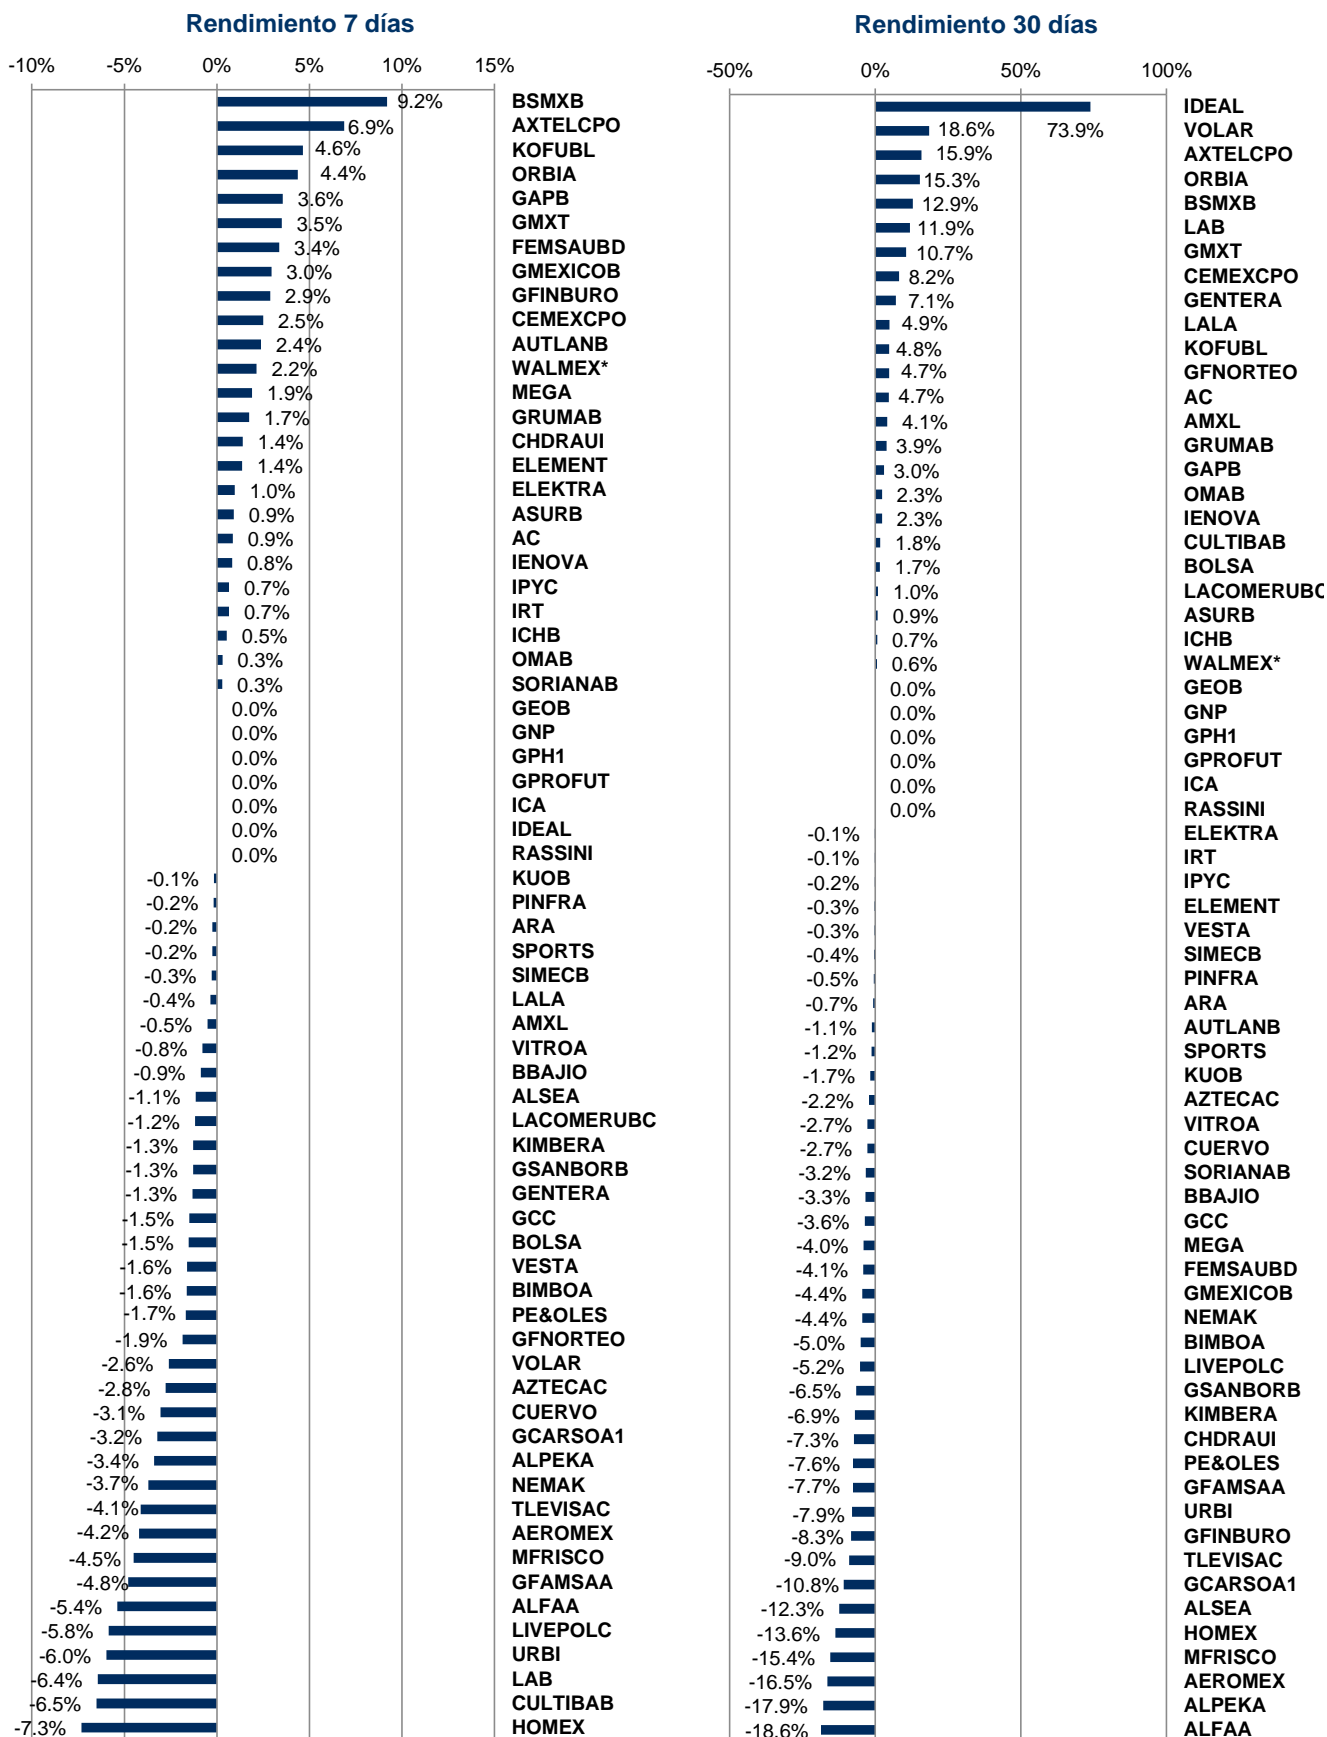 Rendimiento 7 días
-10% -5% 0% 5% 10% 15%
9.2% BSMXB
6.9% AXTELCPO
4.6% KOFUBL
4.4% ORBIA
3.6% GAPB
3.5% GMXT
3.4% FEMSAUBD
3.0% GMEXICOB
2.9% GFINBURO
2.5% CEMEXCPO
2.4% AUTLANB
2.2% WALMEX*
1.9% MEGA
1.7% GRUMAB
1.4% CHDRAUI
1.4% ELEMENT
1.0% ELEKTRA
0.9% ASURB
0.9% AC
0.8% IENOVA
0.7% IPYC
0.7% IRT
0.5% ICHB
0.3% OMAB
0.3% SORIANAB
0.0% GEOB
0.0% GNP
0.0% GPH1
0.0% GPROFUT
0.0% ICA
0.0% IDEAL
0.0% RASSINI
-0.1% KUOB
-0.2% PINFRA
-0.2% ARA
-0.2% SPORTS
-0.3% SIMECB
-0.4% LALA
-0.5% AMXL
-0.8% VITROA
-0.9% BBAJIO
-1.1% ALSEA
-1.2% LACOMERUBC
-1.3% KIMBERA
-1.3% GSANBORB
-1.3% GENTERA
-1.5% GCC
-1.5% BOLSA
-1.6% VESTA
-1.6% BIMBOA
-1.7% PE&OLES
-1.9% GFNORTEO
-2.6% VOLAR
-2.8% AZTECAC
-3.1% CUERVO
-3.2% GCARSOA1
-3.4% ALPEKA
-3.7% NEMAK
-4.1% TLEVISAC
-4.2% AEROMEX
-4.5% MFRISCO
-4.8% GFAMSAA
-5.4% ALFAA
-5.8% LIVEPOLC
-6.0% URBI
-6.4% LAB
-6.5% CULTIBAB
-7.3% HOMEX
Rendimiento 30 días
-50% 0% 50% 100%
IDEAL
18.6% 73.9% VOLAR
15.9% AXTELCPO
15.3% ORBIA
12.9% BSMXB
11.9% LAB
10.7% GMXT
8.2% CEMEXCPO
7.1% GENTERA
4.9% LALA
4.8% KOFUBL
4.7% GFNORTEO
4.7% AC
4.1% AMXL
3.9% GRUMAB
3.0% GAPB
2.3% OMAB
2.3% IENOVA
1.8% CULTIBAB
1.7% BOLSA
1.0% LACOMERUBC
0.9% ASURB
0.7% ICHB
0.6% WALMEX*
0.0% GEOB
0.0% GNP
0.0% GPH1
0.0% GPROFUT
0.0% ICA
0.0% RASSINI
-0.1% ELEKTRA
-0.1% IRT
-0.2% IPYC
-0.3% ELEMENT
-0.3% VESTA
-0.4% SIMECB
-0.5% PINFRA
-0.7% ARA
-1.1% AUTLANB
-1.2% SPORTS
-1.7% KUOB
-2.2% AZTECAC
-2.7% VITROA
-2.7% CUERVO
-3.2% SORIANAB
-3.3% BBAJIO
-3.6% GCC
-4.0% MEGA
-4.1% FEMSAUBD
-4.4% GMEXICOB
-4.4% NEMAK
-5.0% BIMBOA
-5.2% LIVEPOLC
-6.5% GSANBORB
-6.9% KIMBERA
-7.3% CHDRAUI
-7.6% PE&OLES
-7.7% GFAMSAA
-7.9% URBI
-8.3% GFINBURO
-9.0% TLEVISAC
-10.8% GCARSOA1
-12.3% ALSEA
-13.6% HOMEX
-15.4% MFRISCO
-16.5% AEROMEX
-17.9% ALPEKA
-18.6% ALFAA